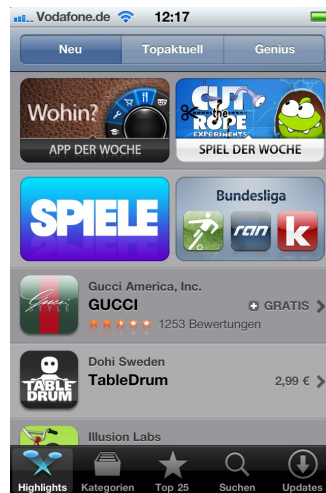 Vodafone.de 12:17
Neu Topaktuell Genius
Wohin?
APP DER WOCHE
CUT
the
ROPE
EXPERIMENTS
SPIEL DER WOCHE
SPIELE
Bundesliga
ran k
Gucci America, Inc.
GUCCI
GRATIS
1253 Bewertungen
Gucci
STYLE
Dohi Sweden
TableDrum
2,99 €
TABLE
DRUM
Illusion Labs
Highlights Kategorien Top 25 Suchen Updates